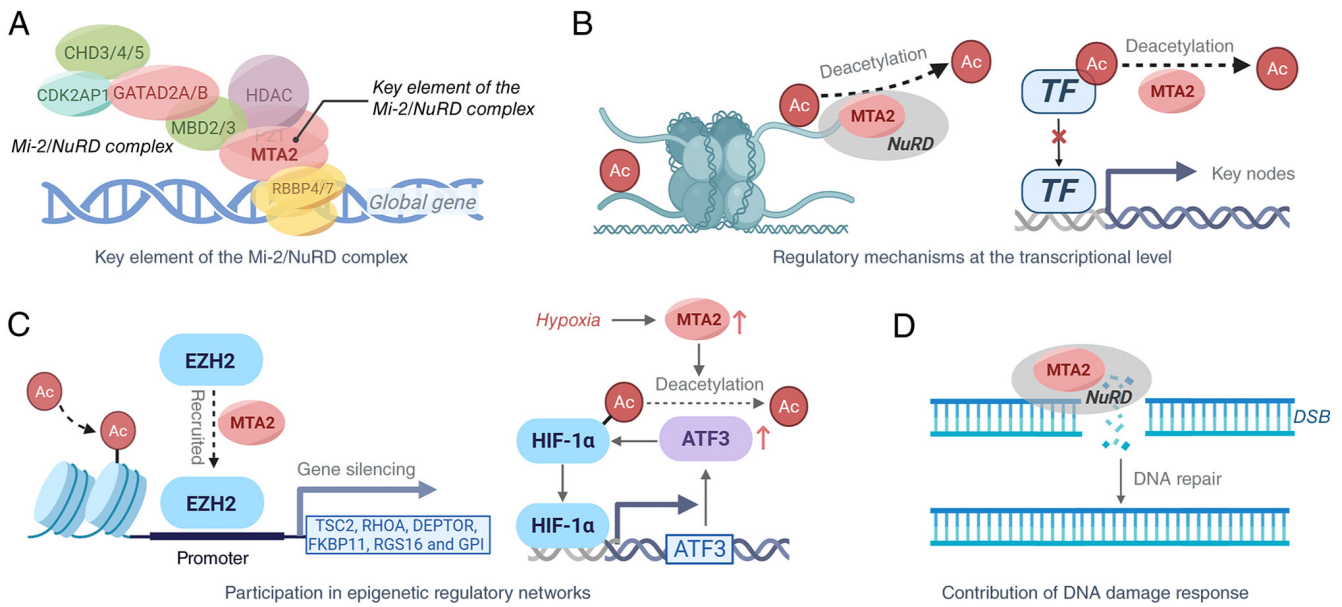 A
CHD3/4/5
CDK2AP1
GATAD2A/B
HDAC
MBD2/3
P21
MTA2
RBBP4/7
Key element of the
Mi-2/NuRD complex
Mi-2/NuRD complex
Global gene
Key element of the Mi-2/NuRD complex
B
Ac
Deacetylation
Ac
MTA2
NuRD
Ac
TF
Ac
Deacetylation
Ac
MTA2
TF
Key nodes
Regulatory mechanisms at the transcriptional level
C
Ac
Ac
EZH2
Recruited
MTA2
EZH2
Gene silencing
TSC2, RHOA, DEPTOR,
FKBP11, RGS16 and GPI
Promoter
Hypoxia
MTA2
Ac
Deacetylation
Ac
HIF-1α
ATF3
HIF-1α
ATF3
Participation in epigenetic regulatory networks
D
MTA2
NuRD
DSB
DNA repair
Contribution of DNA damage response